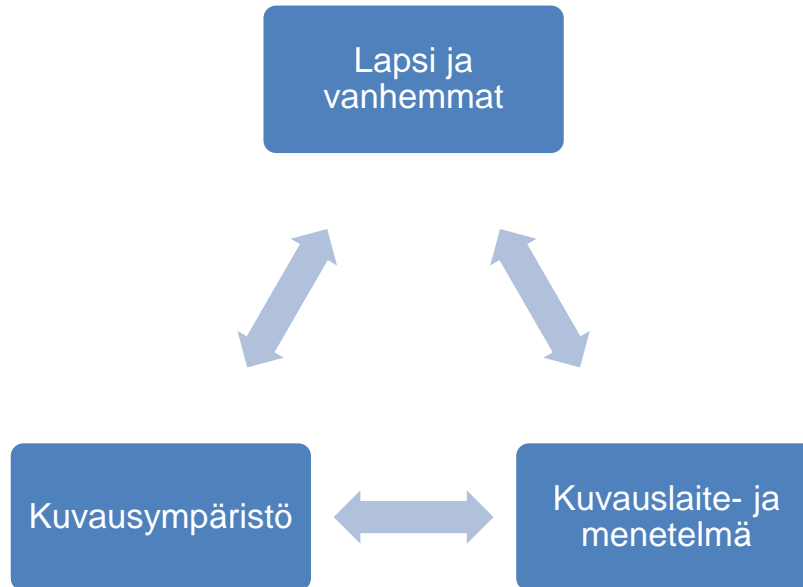 Lapsi ja
vanhemmat
Kuvausympäristö
Kuvauslaite- ja
menetelmä